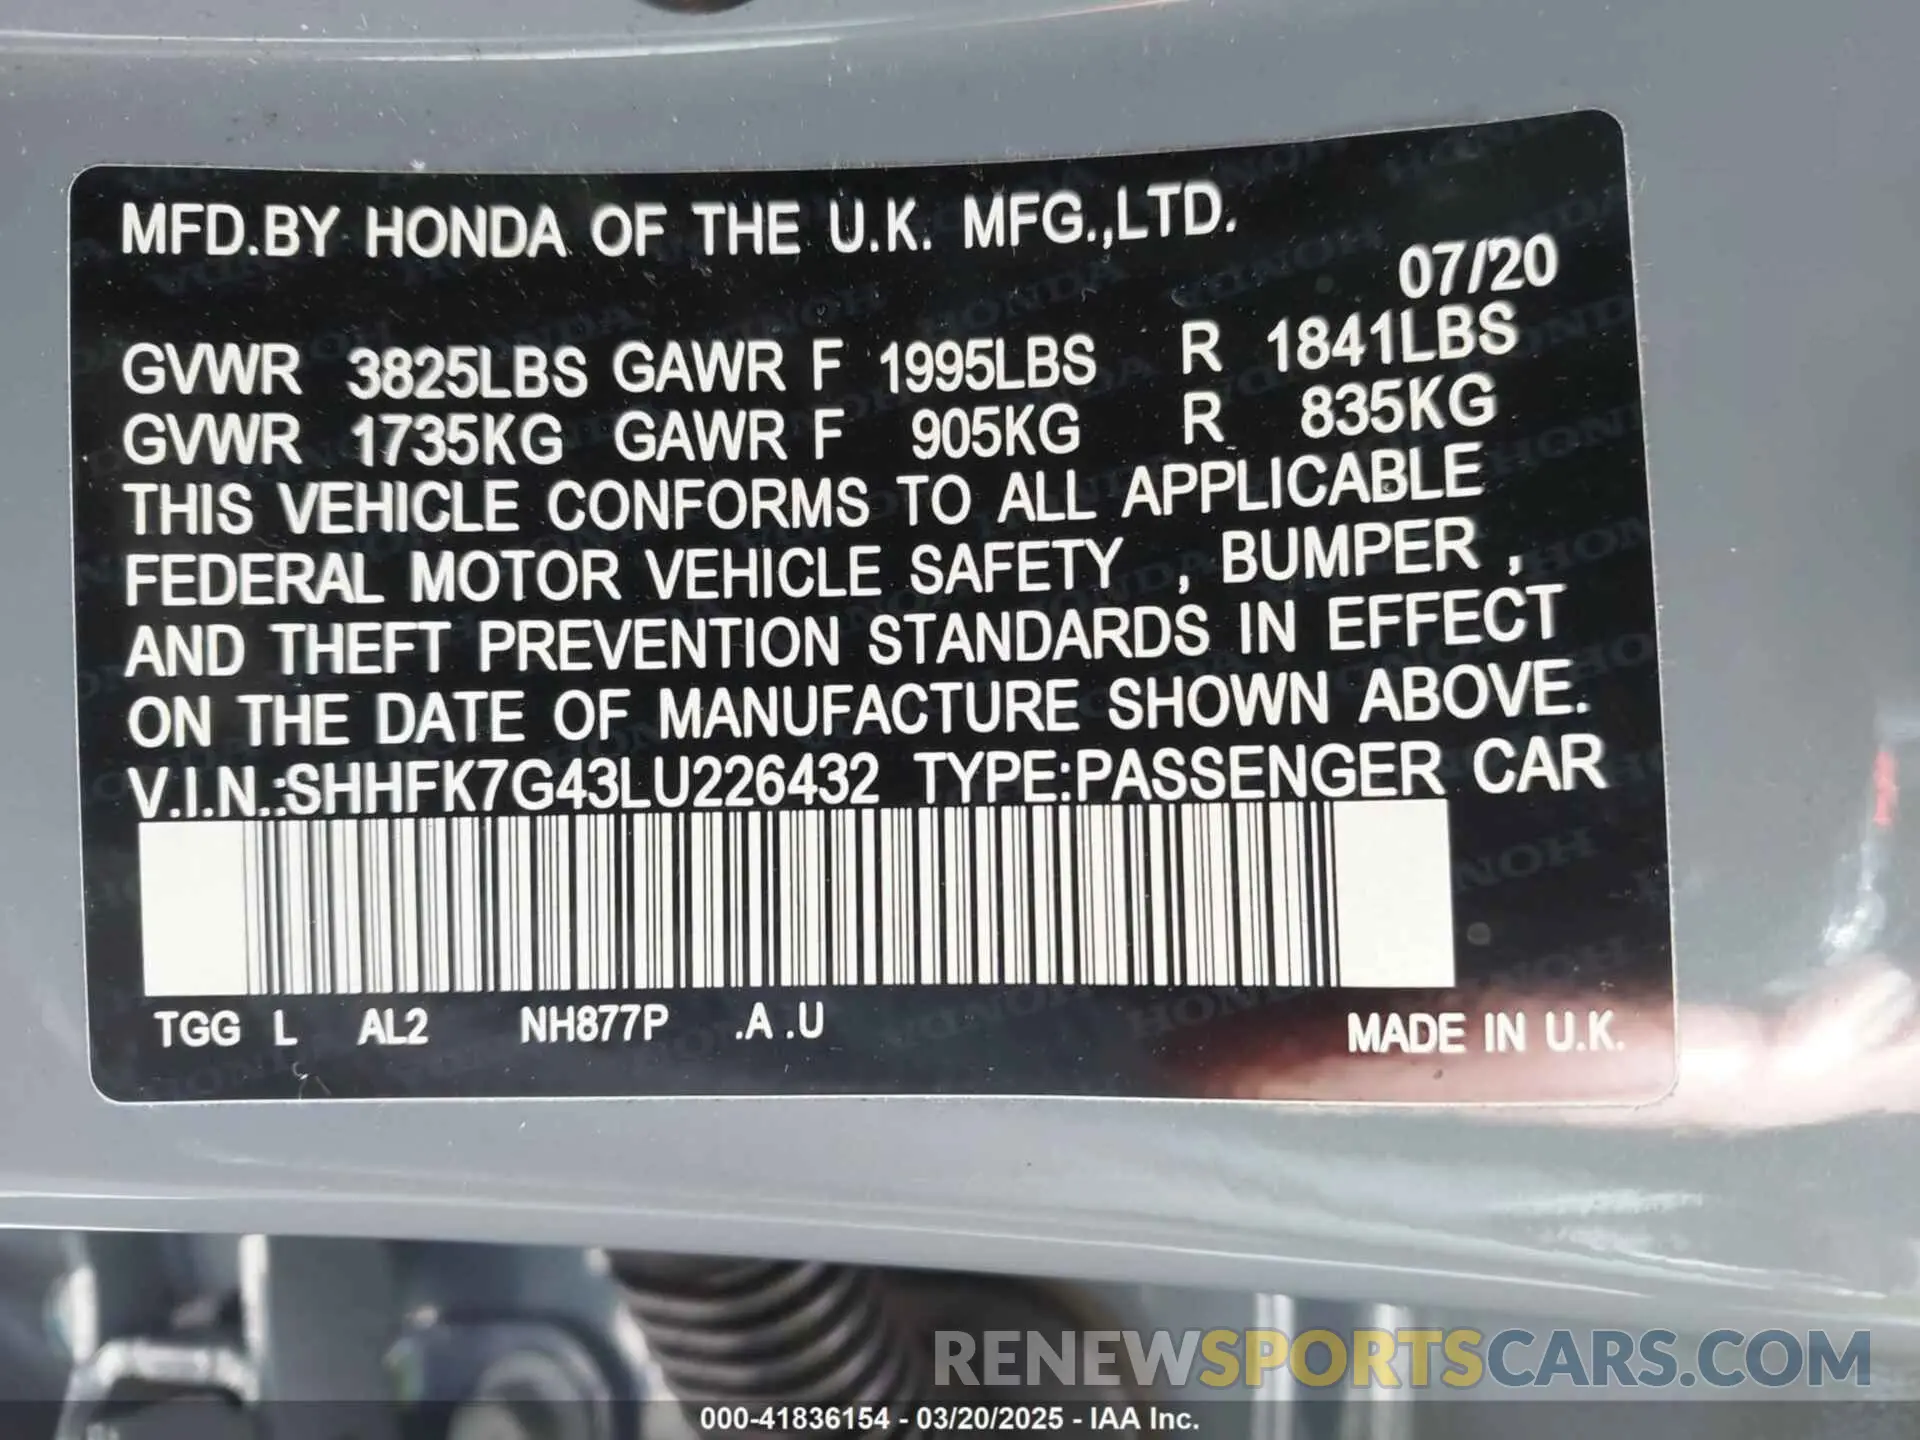 MFD.BY HONDA OF THE U.K. MFG.,LTD.
07/20
GVWR 3825LBS GAWR F 1995LBS R 1841LBS
GVWR 1735KG GAWR F 905KG R 835KG
THIS VEHICLE CONFORMS TO ALL APPLICABLE
FEDERAL MOTOR VEHICLE SAFETY , BUMPER ,
AND THEFT PREVENTION STANDARDS IN EFFECT
ON THE DATE OF MANUFACTURE SHOWN ABOVE.
V.I.N.:SHHFK7G43LU226432 TYPE:PASSENGER CAR
TGG L AL2 NH877P .A .U MADE IN U.K.
RENEWSPORTSCARS.COM
000-41836154 - 03/20/2025 - IAA Inc.